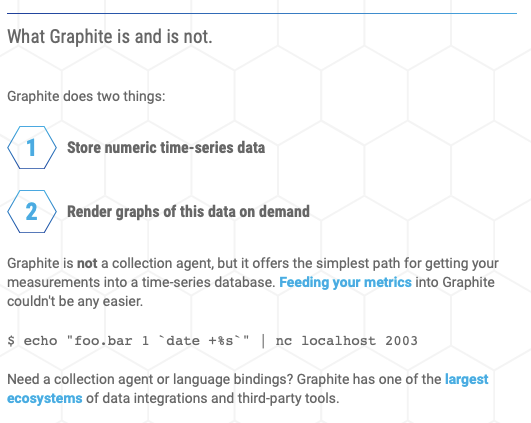 What Graphite is and is not.
Graphite does two things:
1 Store numeric time-series data
2 Render graphs of this data on demand
Graphite is not a collection agent, but it offers the simplest path for getting your
measurements into a time-series database. Feeding your metrics into Graphite
couldn't be any easier.
$ echo "foo.bar 1 `date +%s`" | nc localhost 2003
Need a collection agent or language bindings? Graphite has one of the largest
ecosystems of data integrations and third-party tools.